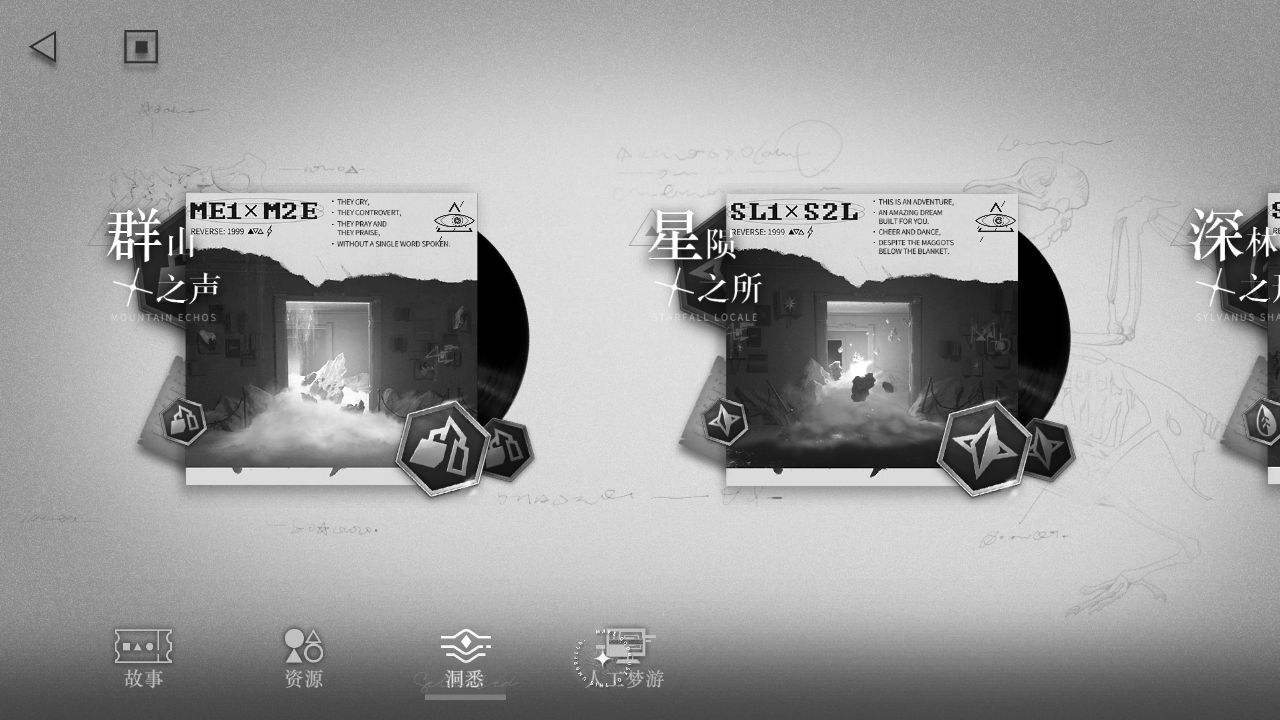 群山
之声
MOUNTAIN ECHOS
ME1×M2E
REVERSE: 1999
THEY CRY,
THEY CONTROVERT,
THEY PRAY AND
THEY PRAISE,
WITHOUT A SINGLE WORD SPOKEN.
星陨
之所
STARFALL LOCALE
SL1×S2L
REVERSE: 1999
THIS IS AN ADVENTURE,
AN AMAZING DREAM
BUILT FOR YOU.
CHEER AND DANCE,
DESPITE THE MAGGOTS
BELOW THE BLANKET.
深林
之
SYLVANUS SHA
故事
资源
洞悉
人工梦游